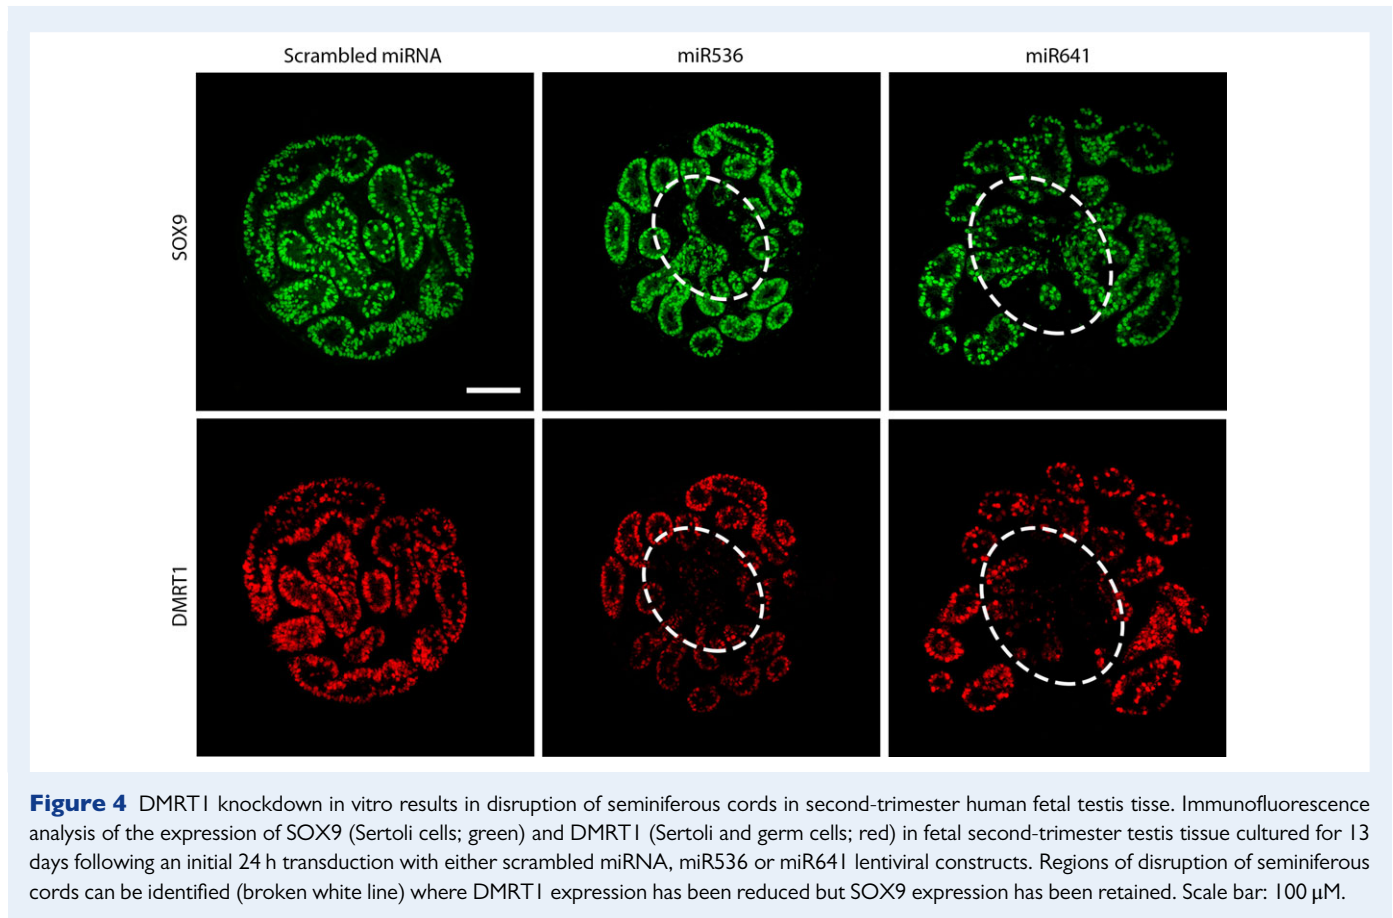 Scrambled miRNA
miR536
miR641
SOX9
DMRT1
Figure 4 DMRT1 knockdown in vitro results in disruption of seminiferous cords in second-trimester human fetal testis tisse. Immunofluorescence
analysis of the expression of SOX9 (Sertoli cells; green) and DMRT1 (Sertoli and germ cells; red) in fetal second-trimester testis tissue cultured for 13
days following an initial 24 h transduction with either scrambled miRNA, miR536 or miR641 lentiviral constructs. Regions of disruption of seminiferous
cords can be identified (broken white line) where DMRT1 expression has been reduced but SOX9 expression has been retained. Scale bar: 100 μM.